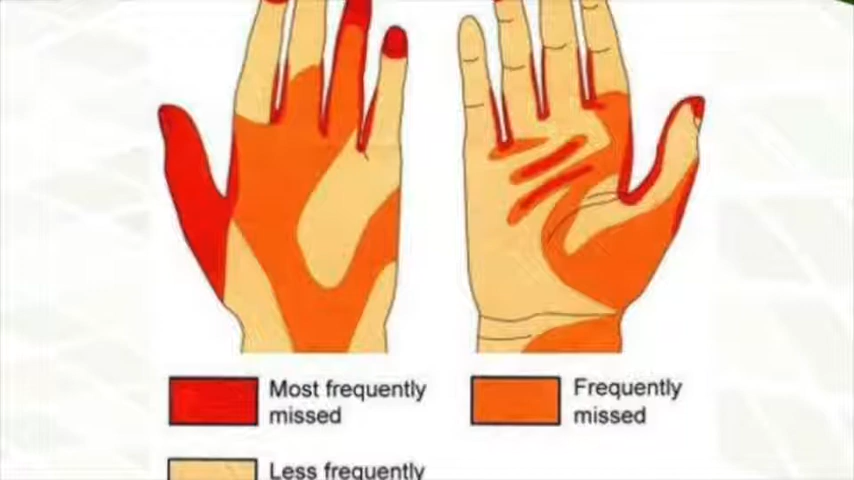 Most frequently
missed
Frequently
missed
Less frequently